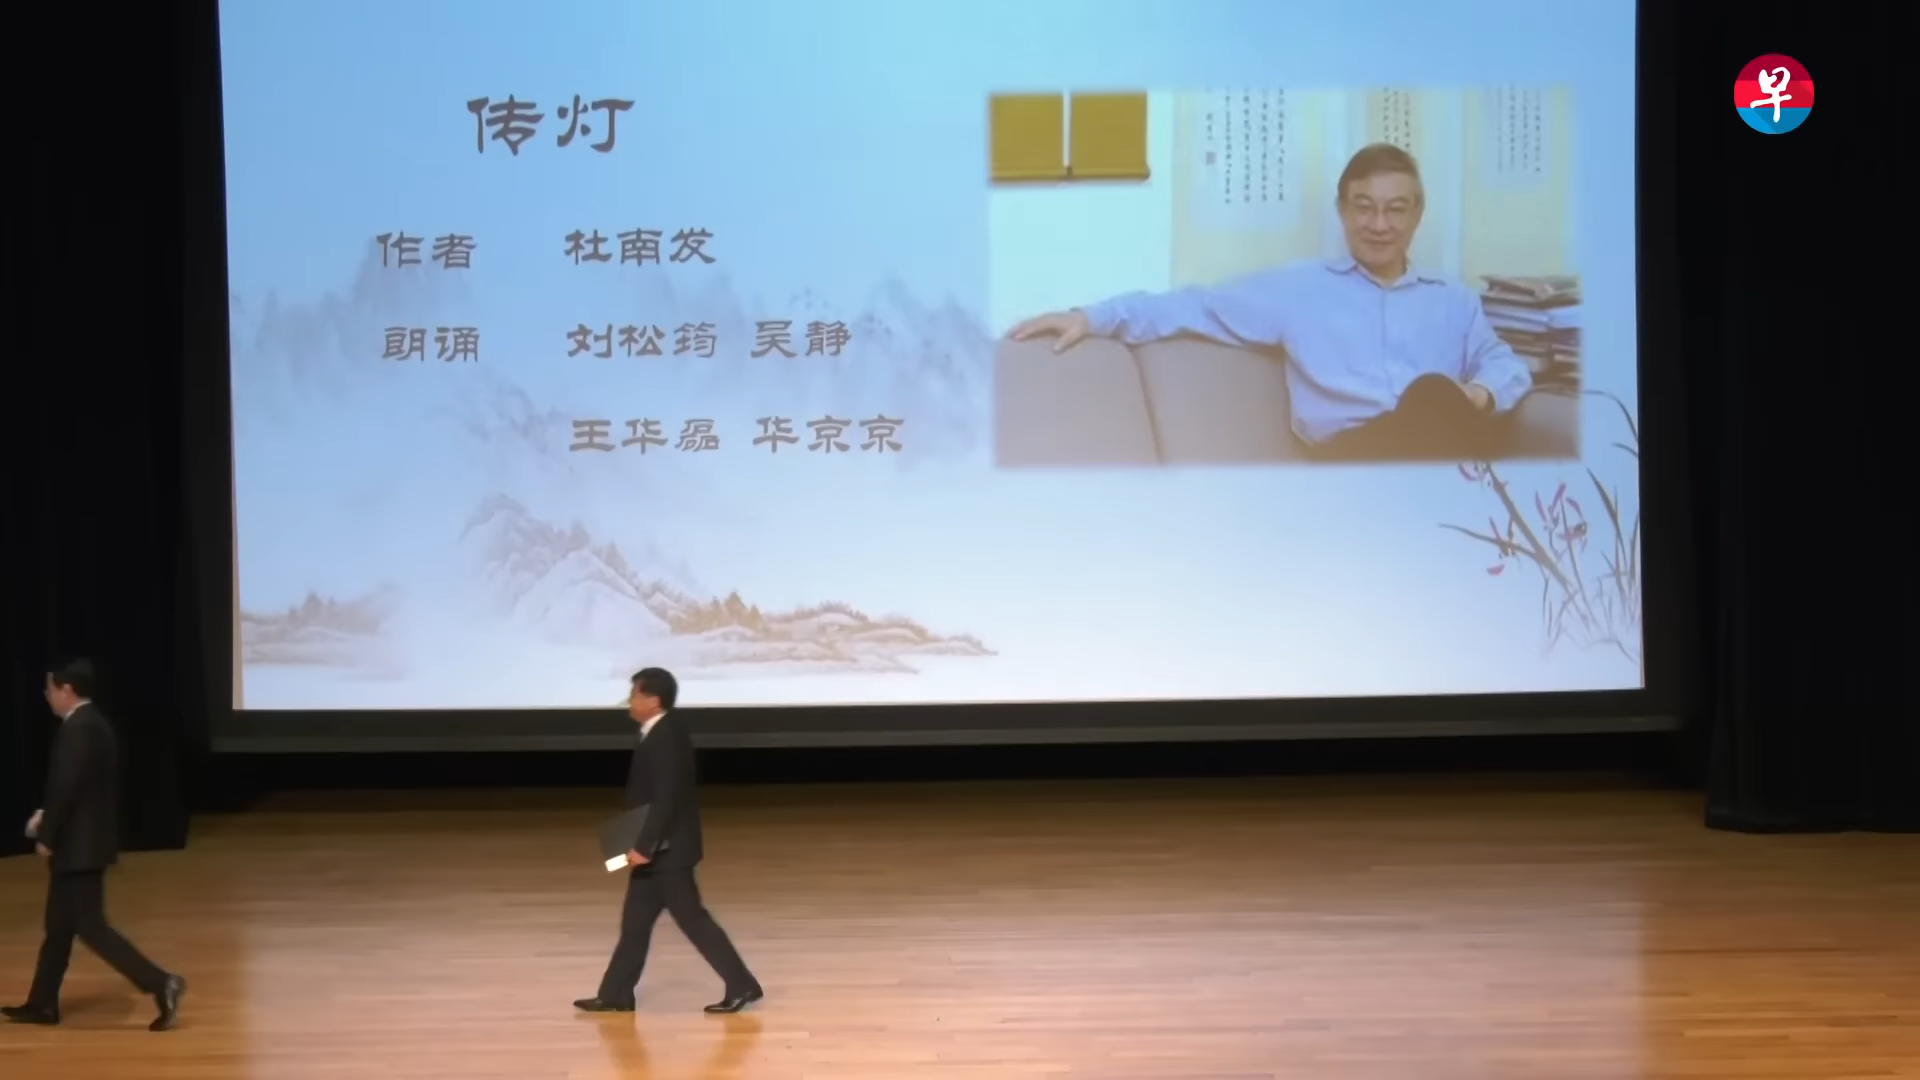 传灯
作者 杜南发
朗诵 刘松筠 吴静
王华磊 华京京
早